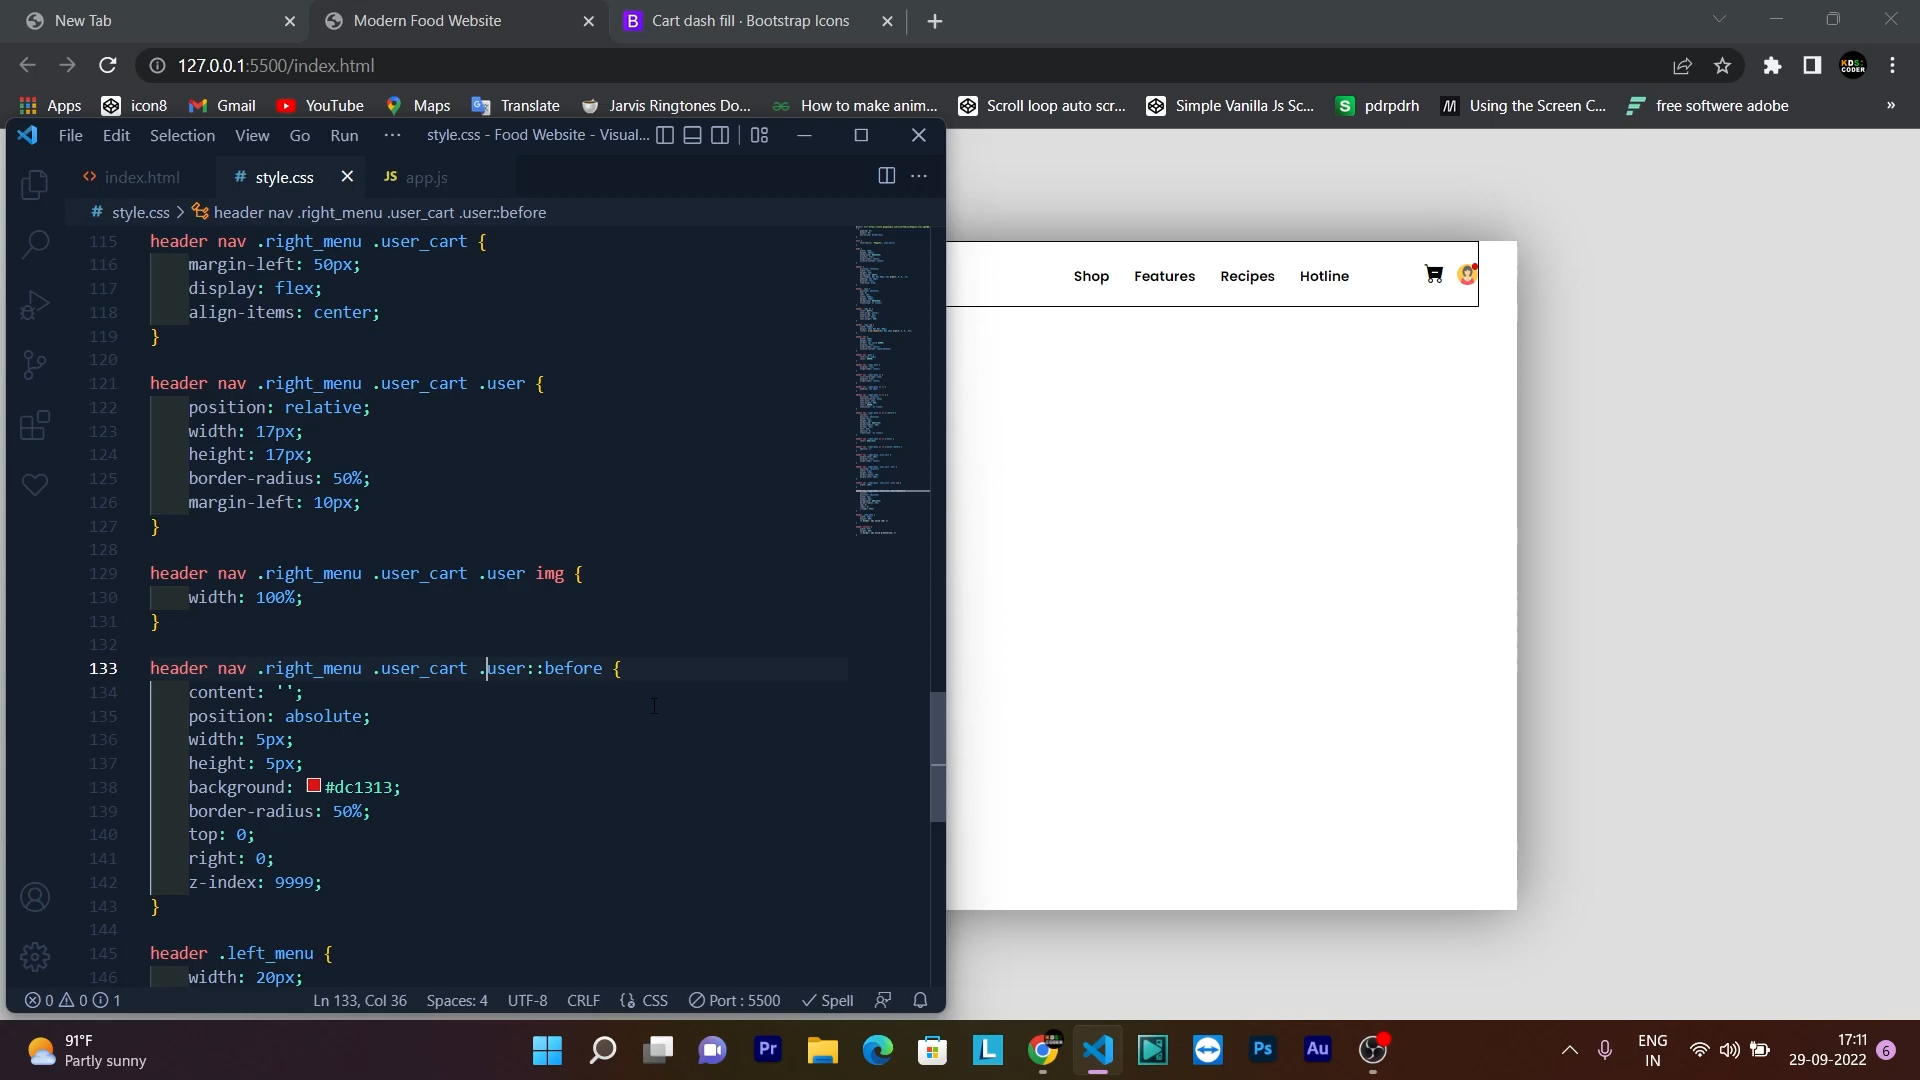 New Tab
Modern Food Website
B Cart dash fill · Bootstrap Icons
127.0.0.1:5500/index.html
KDS:
CODER
Apps icon8 Gmail YouTube Maps Translate Jarvis Ringtones Do... How to make anim... Scroll loop auto scr... Simple Vanilla Js Sc... S pdrpdrh M Using the Screen C... free softwere adobe »
File Edit Selection View Go Run ··· style.css - Food Website - Visual...
<> index.html # style.css JS app.js ···
# style.css > header nav .right_menu .user_cart .user::before
115 header nav .right_menu .user_cart {
116 margin-left: 50px;
117 display: flex;
118 align-items: center;
119 }
120
121 header nav .right_menu .user_cart .user {
122 position: relative;
123 width: 17px;
124 height: 17px;
125 border-radius: 50%;
126 margin-left: 10px;
127 }
128
129 header nav .right_menu .user_cart .user img {
130 width: 100%;
131 }
132
133 header nav .right_menu .user_cart .user::before {
134 content: '';
135 position: absolute;
136 width: 5px;
137 height: 5px;
138 background: #dc1313;
139 border-radius: 50%;
140 top: 0;
141 right: 0;
142 z-index: 9999;
143 }
144
145 header .left_menu {
146 width: 20px;
Shop Features Recipes Hotline
0 0 1 Ln 133, Col 36 Spaces: 4 UTF-8 CRLF {} CSS Port : 5500 Spell
91°F
Partly sunny
Pr L Ps Au
ENG
IN
17:11
29-09-2022
6